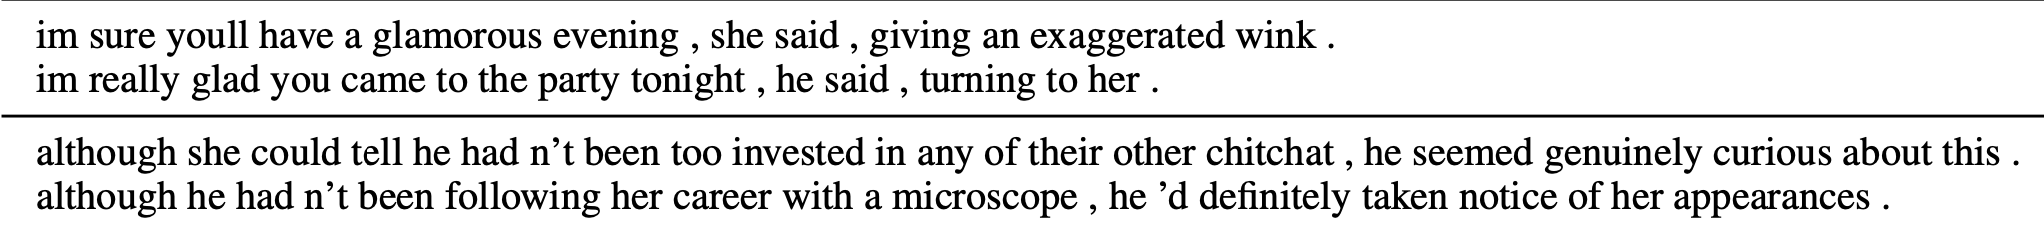 im sure youll have a glamorous evening , she said , giving an exaggerated wink .
im really glad you came to the party tonight , he said , turning to her .
although she could tell he had n’t been too invested in any of their other chitchat , he seemed genuinely curious about this .
although he had n’t been following her career with a microscope , he ’d definitely taken notice of her appearances .